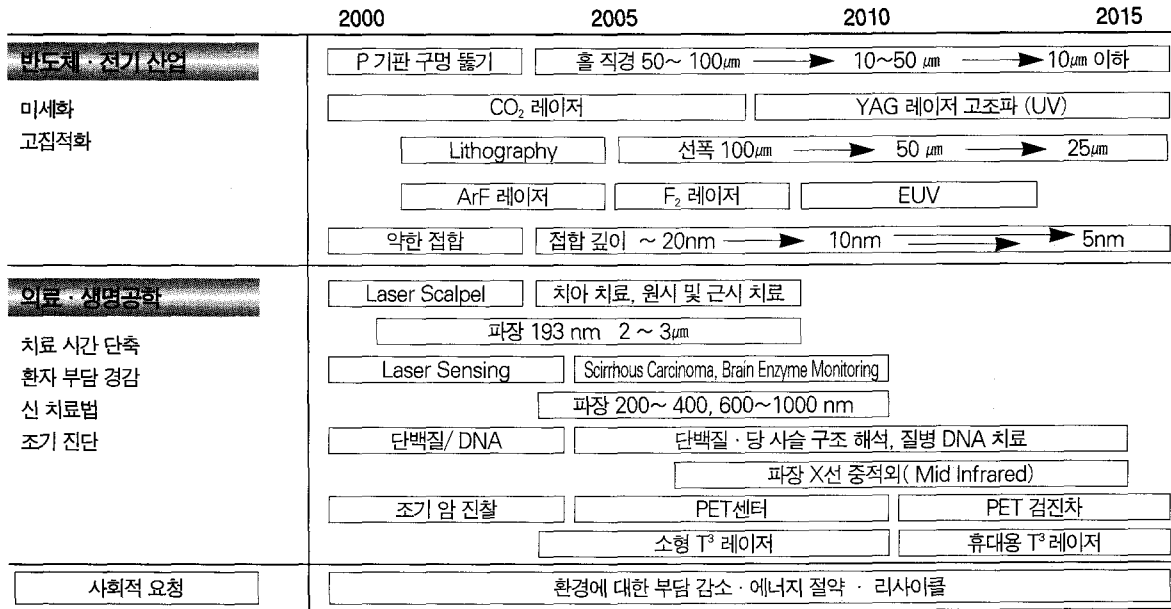 2000 2005 2010 2015
반도체 · 전기 산업
P 기판 구멍 뚫기 홀 직경 50~ 100㎛ 10~50 ㎛ 10㎛ 이하
미세화
CO₂ 레이저 YAG 레이저 고조파 (UV)
고집적화
Lithography 선폭 100㎛ 50 ㎛ 25㎛
ArF 레이저 F₂ 레이저 EUV
약한 접합 접합 깊이 ~ 20nm 10nm 5nm
의료 · 생명공학
Laser Scalpel 치아 치료, 원시 및 근시 치료
치료 시간 단축
파장 193 nm 2 ~ 3㎛
환자 부담 경감
Laser Sensing Scirrhous Carcinoma, Brain Enzyme Monitoring
신 치료법
파장 200~ 400, 600~1000 nm
조기 진단
단백질/ DNA 단백질 · 당 사슬 구조 해석, 질병 DNA 치료
파장 X선 중적외( Mid Infrared)
조기 암 진찰 PET센터 PET 검진차
소형 T³ 레이저 휴대용 T³ 레이저
사회적 요청 환경에 대한 부담 감소 · 에너지 절약 · 리사이클